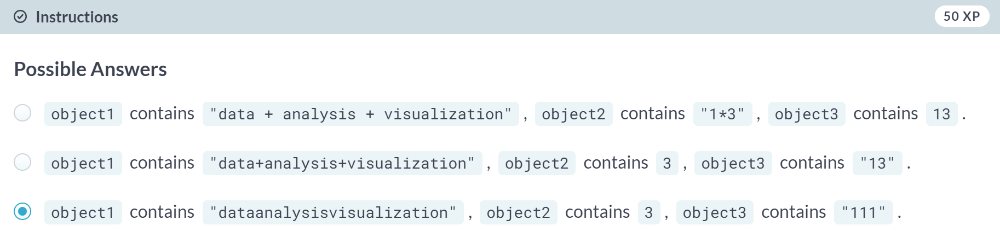 Instructions
50 XP
Possible Answers
object1 contains "data + analysis + visualization" , object2 contains "1*3" , object3 contains 13 .
object1 contains "data+analysis+visualization" , object2 contains 3 , object3 contains "13" .
object1 contains "dataanalysisvisualization" , object2 contains 3 , object3 contains "111" .